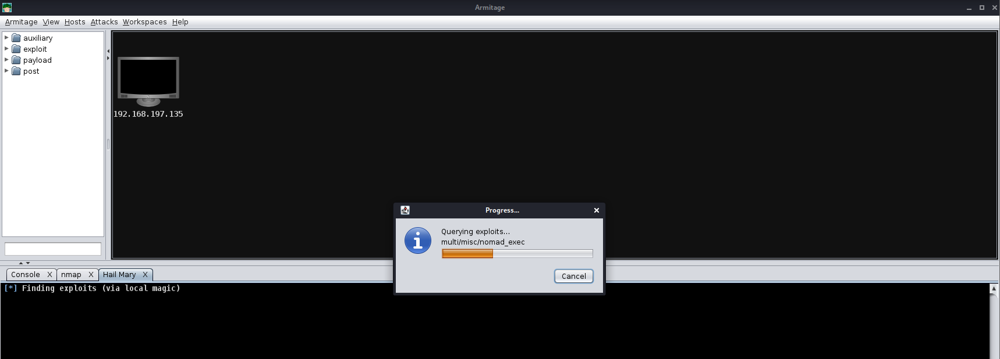 Armitage
Armitage View Hosts Attacks Workspaces Help
auxiliary
exploit
payload
post
192.168.197.135
Progress...
Querying exploits...
multi/misc/nomad_exec
Cancel
Console X nmap X Hail Mary X
[*] Finding exploits (via local magic)